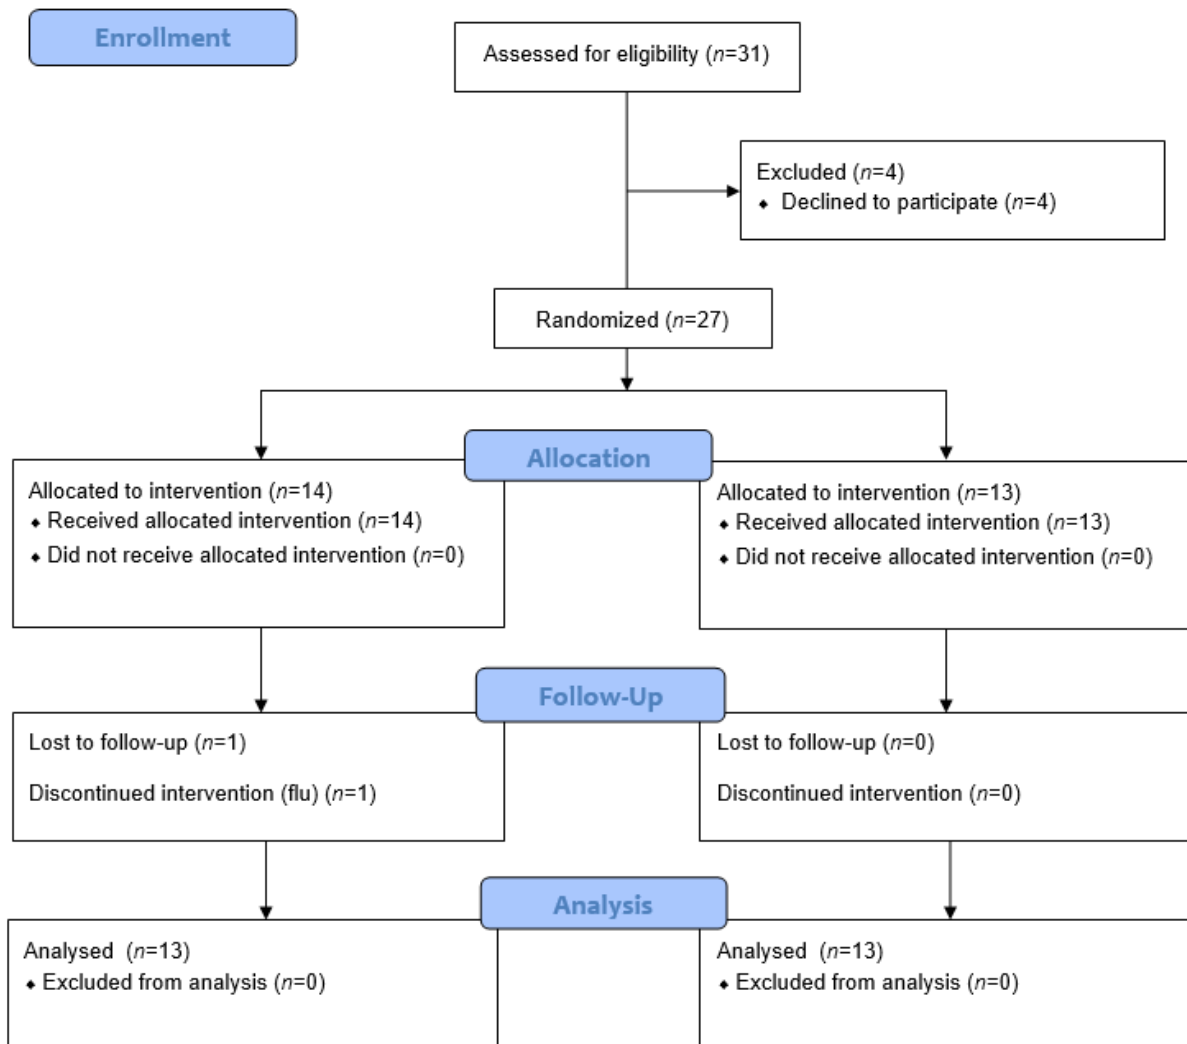 Enrollment
Assessed for eligibility (n=31)
Excluded (n=4)
⬥ Declined to participate (n=4)
Randomized (n=27)
Allocation
Allocated to intervention (n=14)
⬥ Received allocated intervention (n=14)
⬥ Did not receive allocated intervention (n=0)
Allocated to intervention (n=13)
⬥ Received allocated intervention (n=13)
⬥ Did not receive allocated intervention (n=0)
Follow-Up
Lost to follow-up (n=1)
Discontinued intervention (flu) (n=1)
Lost to follow-up (n=0)
Discontinued intervention (n=0)
Analysis
Analysed (n=13)
⬥ Excluded from analysis (n=0)
Analysed (n=13)
⬥ Excluded from analysis (n=0)